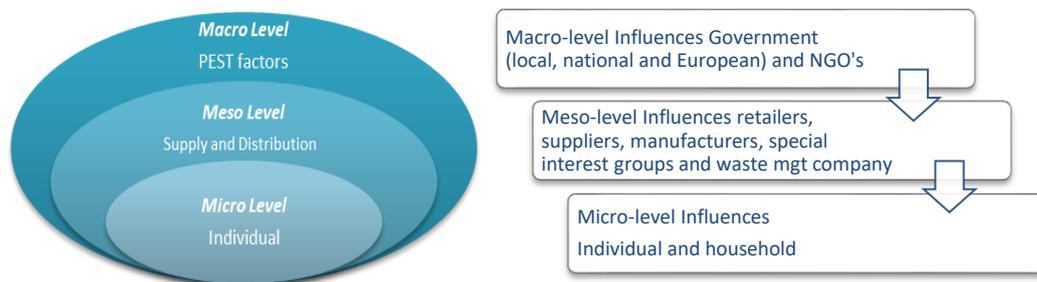 Macro Level
PEST factors
Meso Level
Supply and Distribution
Micro Level
Individual
Macro-level Influences Government
(local, national and European) and NGO's
Meso-level Influences retailers,
suppliers, manufacturers, special
interest groups and waste mgt company
Micro-level Influences
Individual and household